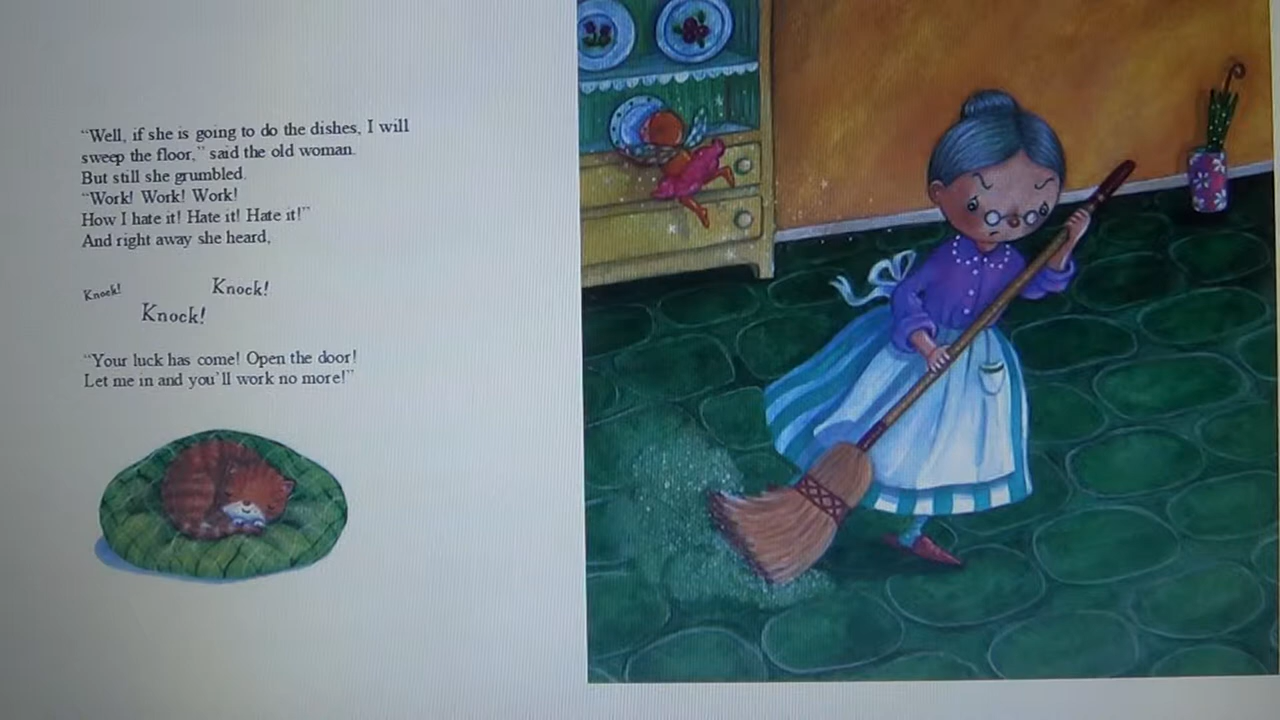 “Well, if she is going to do the dishes, I will
sweep the floor,” said the old woman.
But still she grumbled.
“Work! Work! Work!
How I hate it! Hate it! Hate it!”
And right away she heard,
Knock!
Knock!
Knock!
“Your luck has come! Open the door!
Let me in and you’ll work no more!”